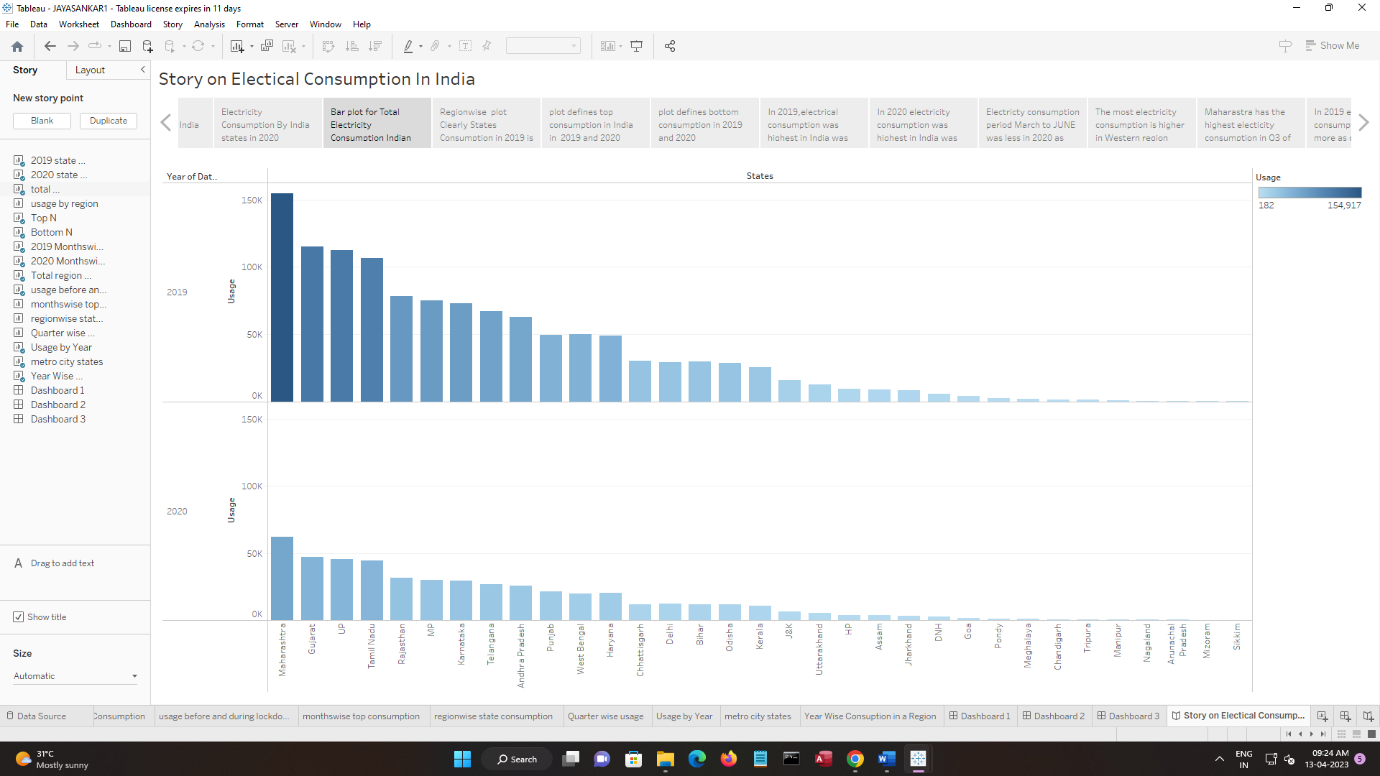 Tableau - JAYASANKAR1 - Tableau license expires in 11 days
File Data Worksheet Dashboard Story Analysis Format Server Window Help
Show Me
Story Layout
New story point
Blank Duplicate
2019 state ...
2020 state ...
total ...
usage by region
Top N
Bottom N
2019 Monthswi...
2020 Monthswi...
Total region ...
usage before an...
monthswise top...
regionwise stat...
Quarter wise ...
Usage by Year
metro city states
Year Wise ...
Dashboard 1
Dashboard 2
Dashboard 3
A Drag to add text
Show title
Size
Automatic
Story on Electical Consumption In India
India
Electricity
Consumption By India
states in 2020
Bar plot for Total
Electricity
Consumption Indian
Regionwise plot
Clearly States
Consumption in 2019 is
plot defines top
consumption in India
in 2019 and 2020
plot defines bottom
consumption in 2019
and 2020
In 2019,electrical
consumption was
highest in India was
In 2020 electricity
consumption was
highest in India was
Electricty consumption
period March to JUNE
was less in 2020 as
The most electricity
consumption is higher
in Western region
Maharastra has the
highest electicity
consumption in Q3 of
In 2019 e
consump
more as
Year of Dat..
States
2019
Usage
150K
100K
50K
0K
2020
Usage
150K
100K
50K
0K
Maharashtra
Gujarat
UP
Tamil Nadu
Rajasthan
MP
Karnataka
Telangana
Andhra Pradesh
Punjab
West Bengal
Haryana
Chhattisgarh
Delhi
Bihar
Odisha
Kerala
J&K
Uttarakhand
HP
Assam
Jharkhand
DNH
Goa
Pondy
Meghalaya
Chandigarh
Tripura
Manipur
Nagaland
Arunachal
Pradesh
Mizoram
Sikkim
Usage
182 154,917
Data Source Consumption usage before and during lockdo... monthswise top consumption regionwise state consumption Quarter wise usage Usage by Year metro city states Year Wise Consuption in a Region Dashboard 1 Dashboard 2 Dashboard 3 Story on Electical Consump...
31°C
Mostly sunny
Search
ENG
IN
09:24 AM
13-04-2023
5